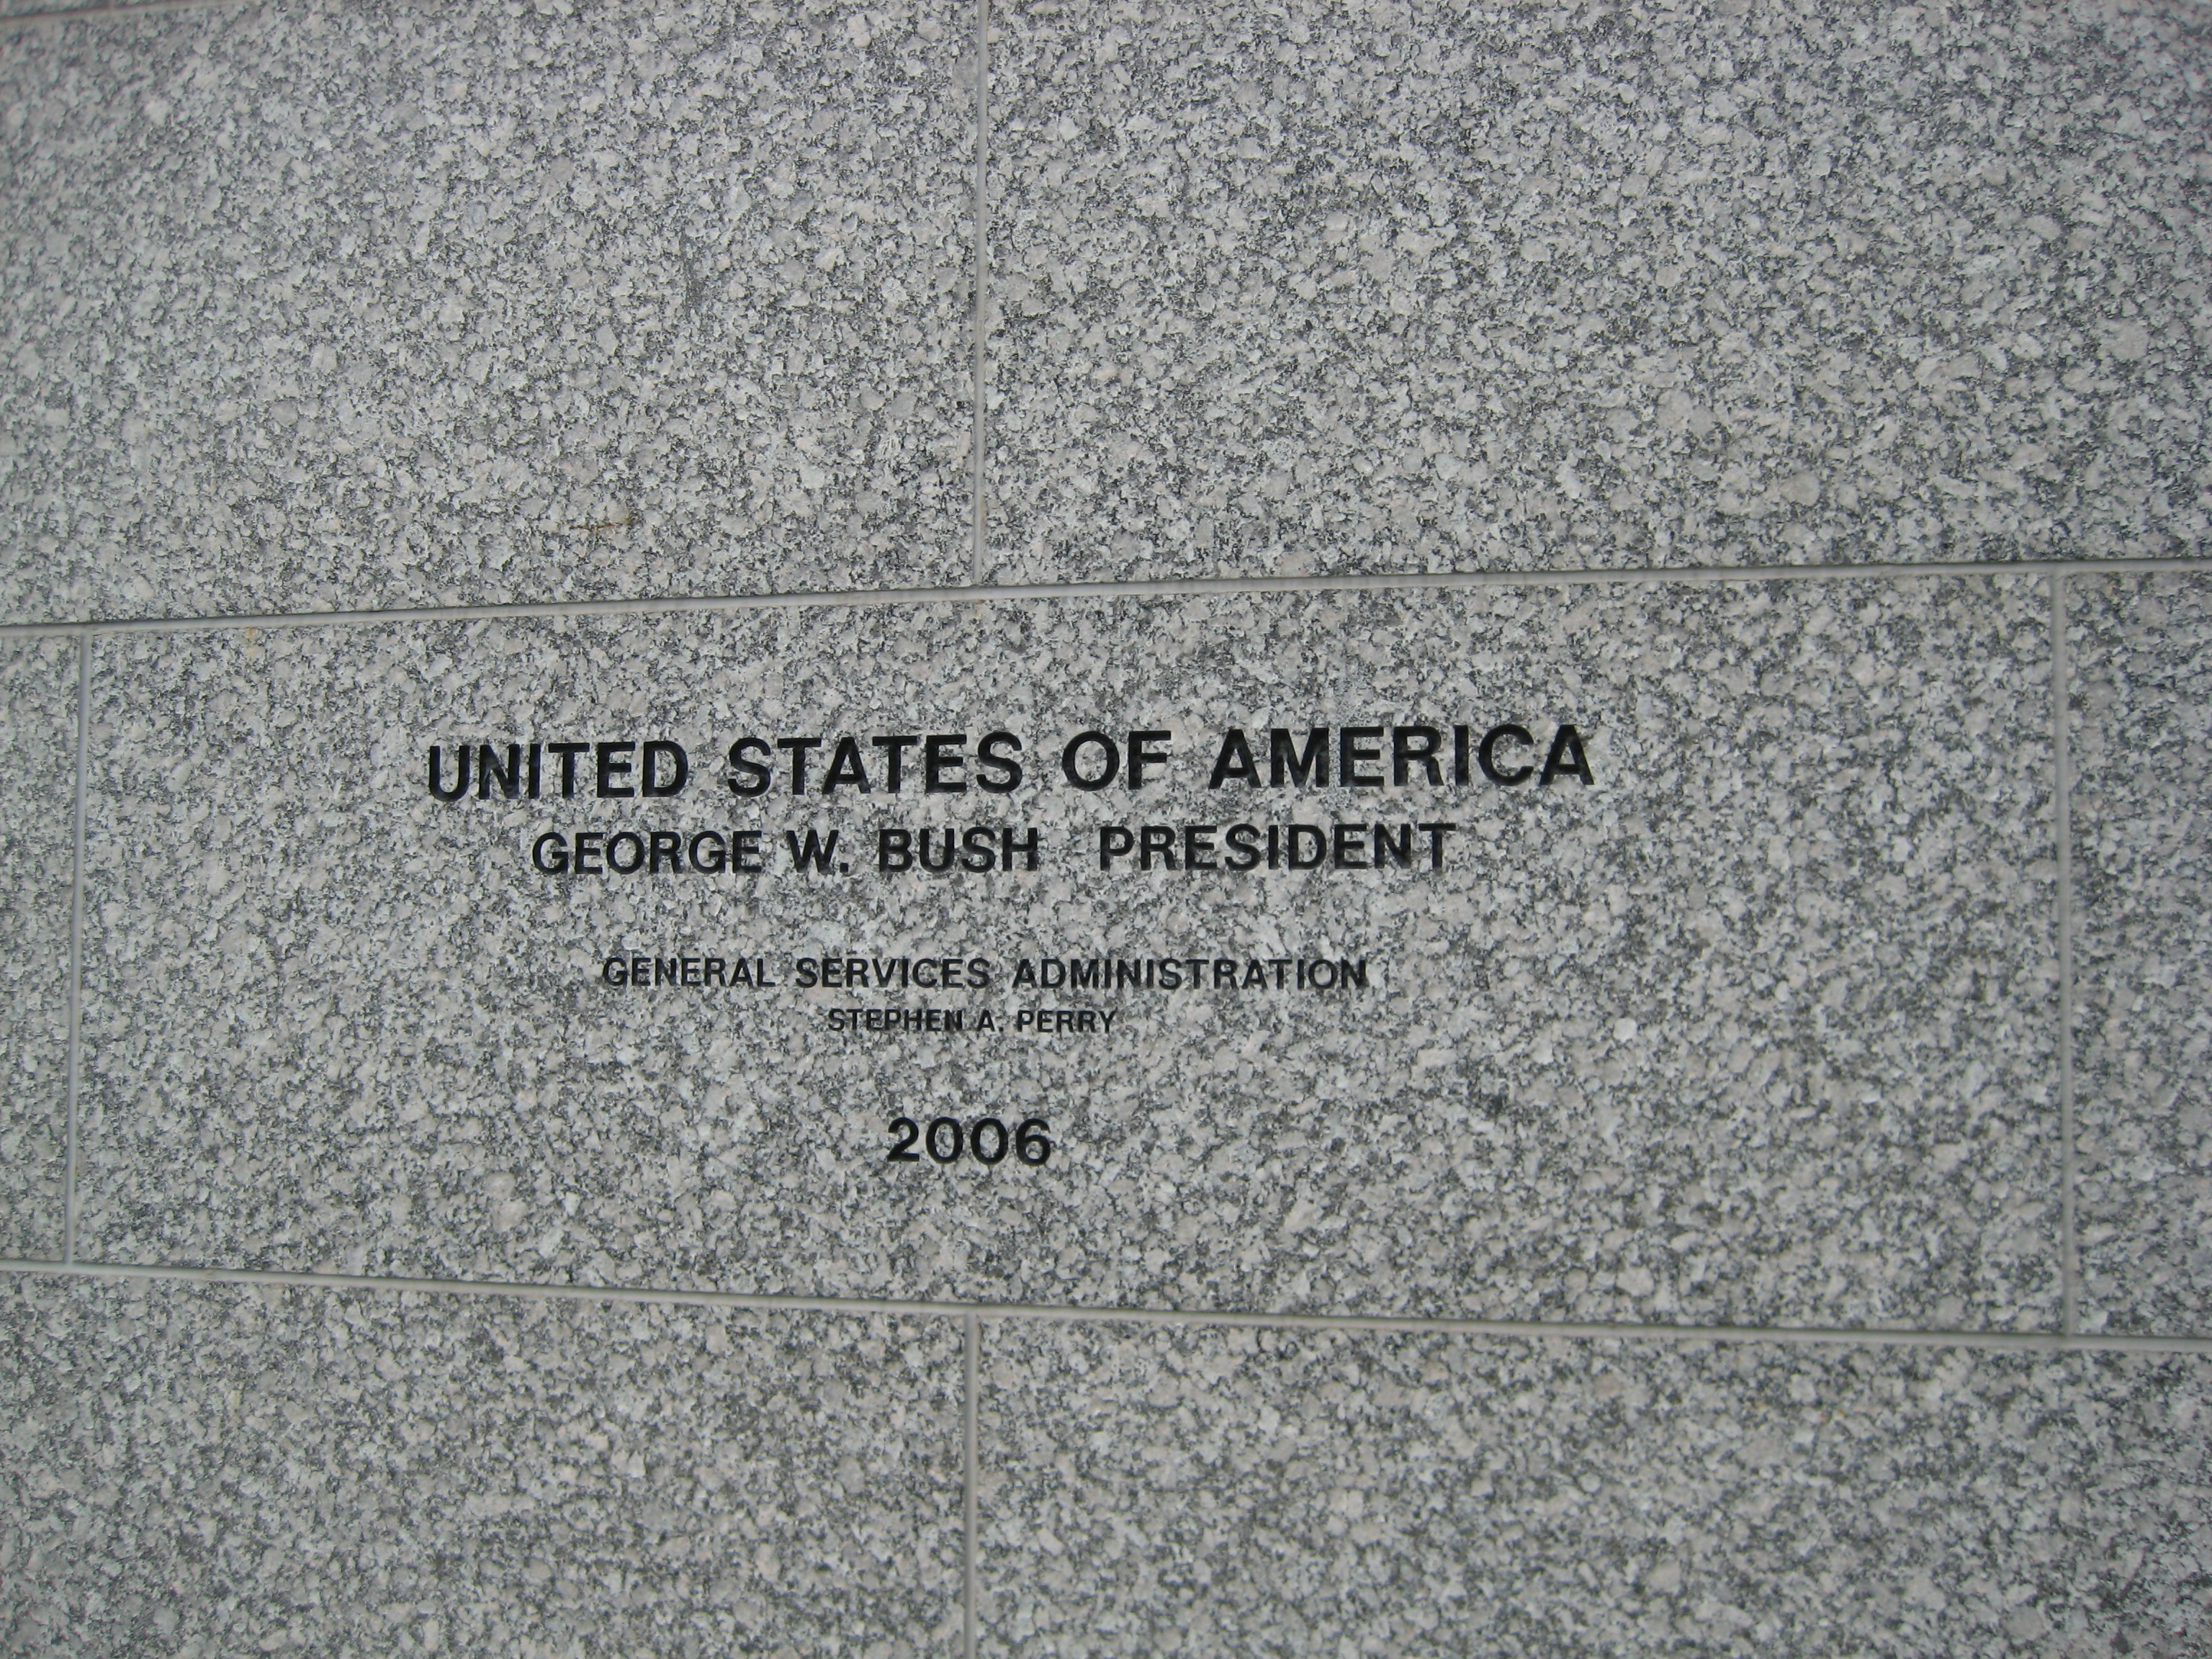 UNITED STATES OF AMERICA
GEORGE W. BUSH PRESIDENT
GENERAL SERVICES ADMINISTRATION
STEPHEN A. PERRY
2006